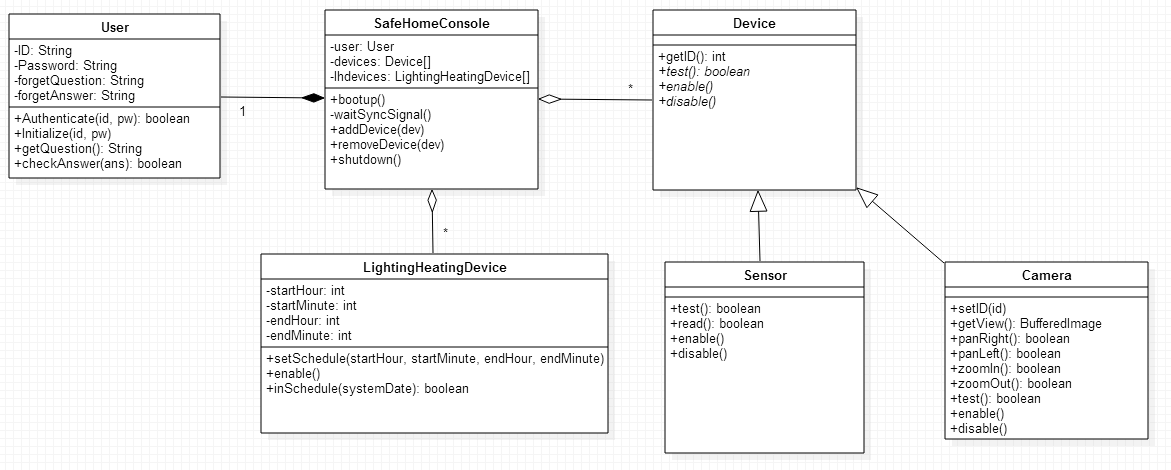 User
-ID: String
-Password: String
-forgetQuestion: String
-forgetAnswer: String
+Authenticate(id, pw): boolean
+Initialize(id, pw)
+getQuestion(): String
+checkAnswer(ans): boolean
1
SafeHomeConsole
-user: User
-devices: Device[]
-lhdevices: LightingHeatingDevice[]
+bootup()
-waitSyncSignal()
+addDevice(dev)
+removeDevice(dev)
+shutdown()
*
Device
+getID(): int
+test(): boolean
+enable()
+disable()
*
LightingHeatingDevice
-startHour: int
-startMinute: int
-endHour: int
-endMinute: int
+setSchedule(startHour, startMinute, endHour, endMinute)
+enable()
+inSchedule(systemDate): boolean
Sensor
+test(): boolean
+read(): boolean
+enable()
+disable()
Camera
+setID(id)
+getView(): BufferedImage
+panRight(): boolean
+panLeft(): boolean
+zoomIn(): boolean
+zoomOut(): boolean
+test(): boolean
+enable()
+disable()